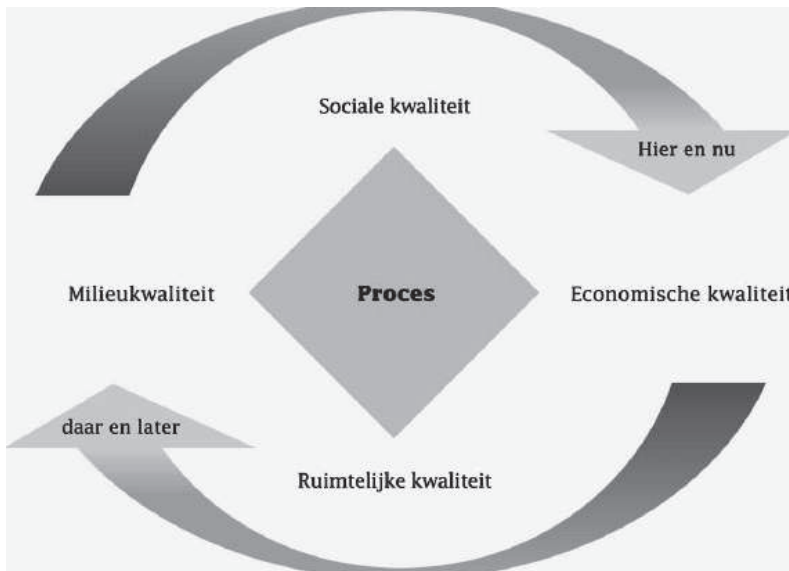 Sociale kwaliteit
Hier en nu
Milieukwaliteit
Proces
Economische kwaliteit
daar en later
Ruimtelijke kwaliteit